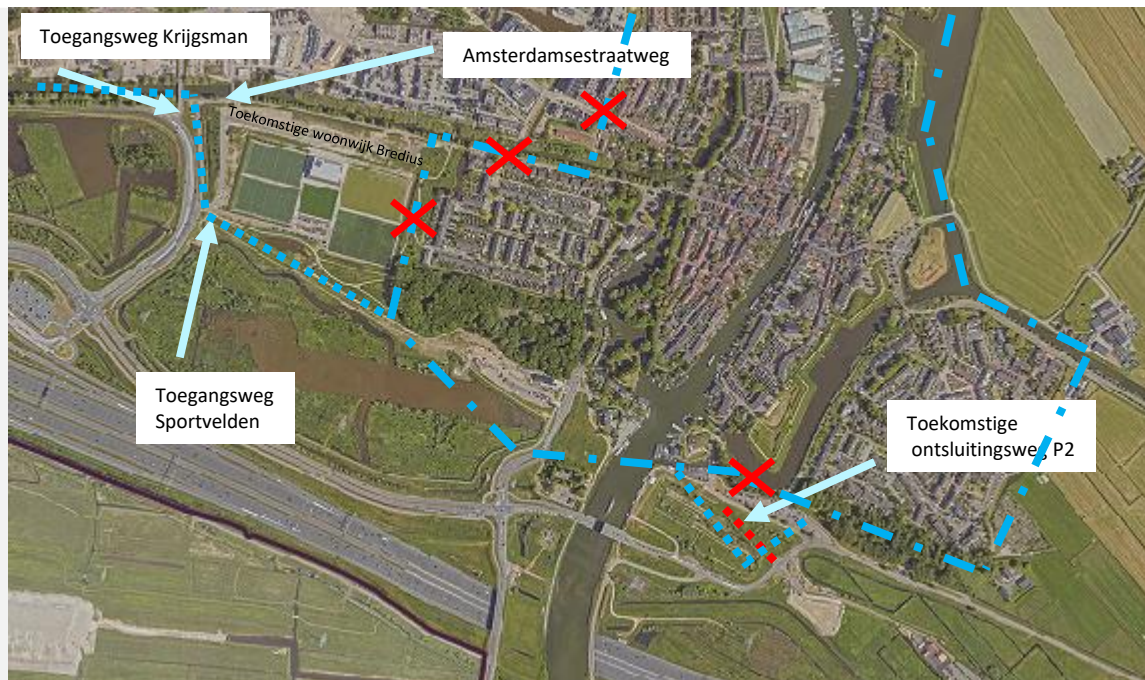 Toegangsweg Krijgsman
Amsterdamsestraatweg
Toekomstige woonwijk Bredius
Toegangsweg
Sportvelden
Toekomstige
ontsluitingsweg P2